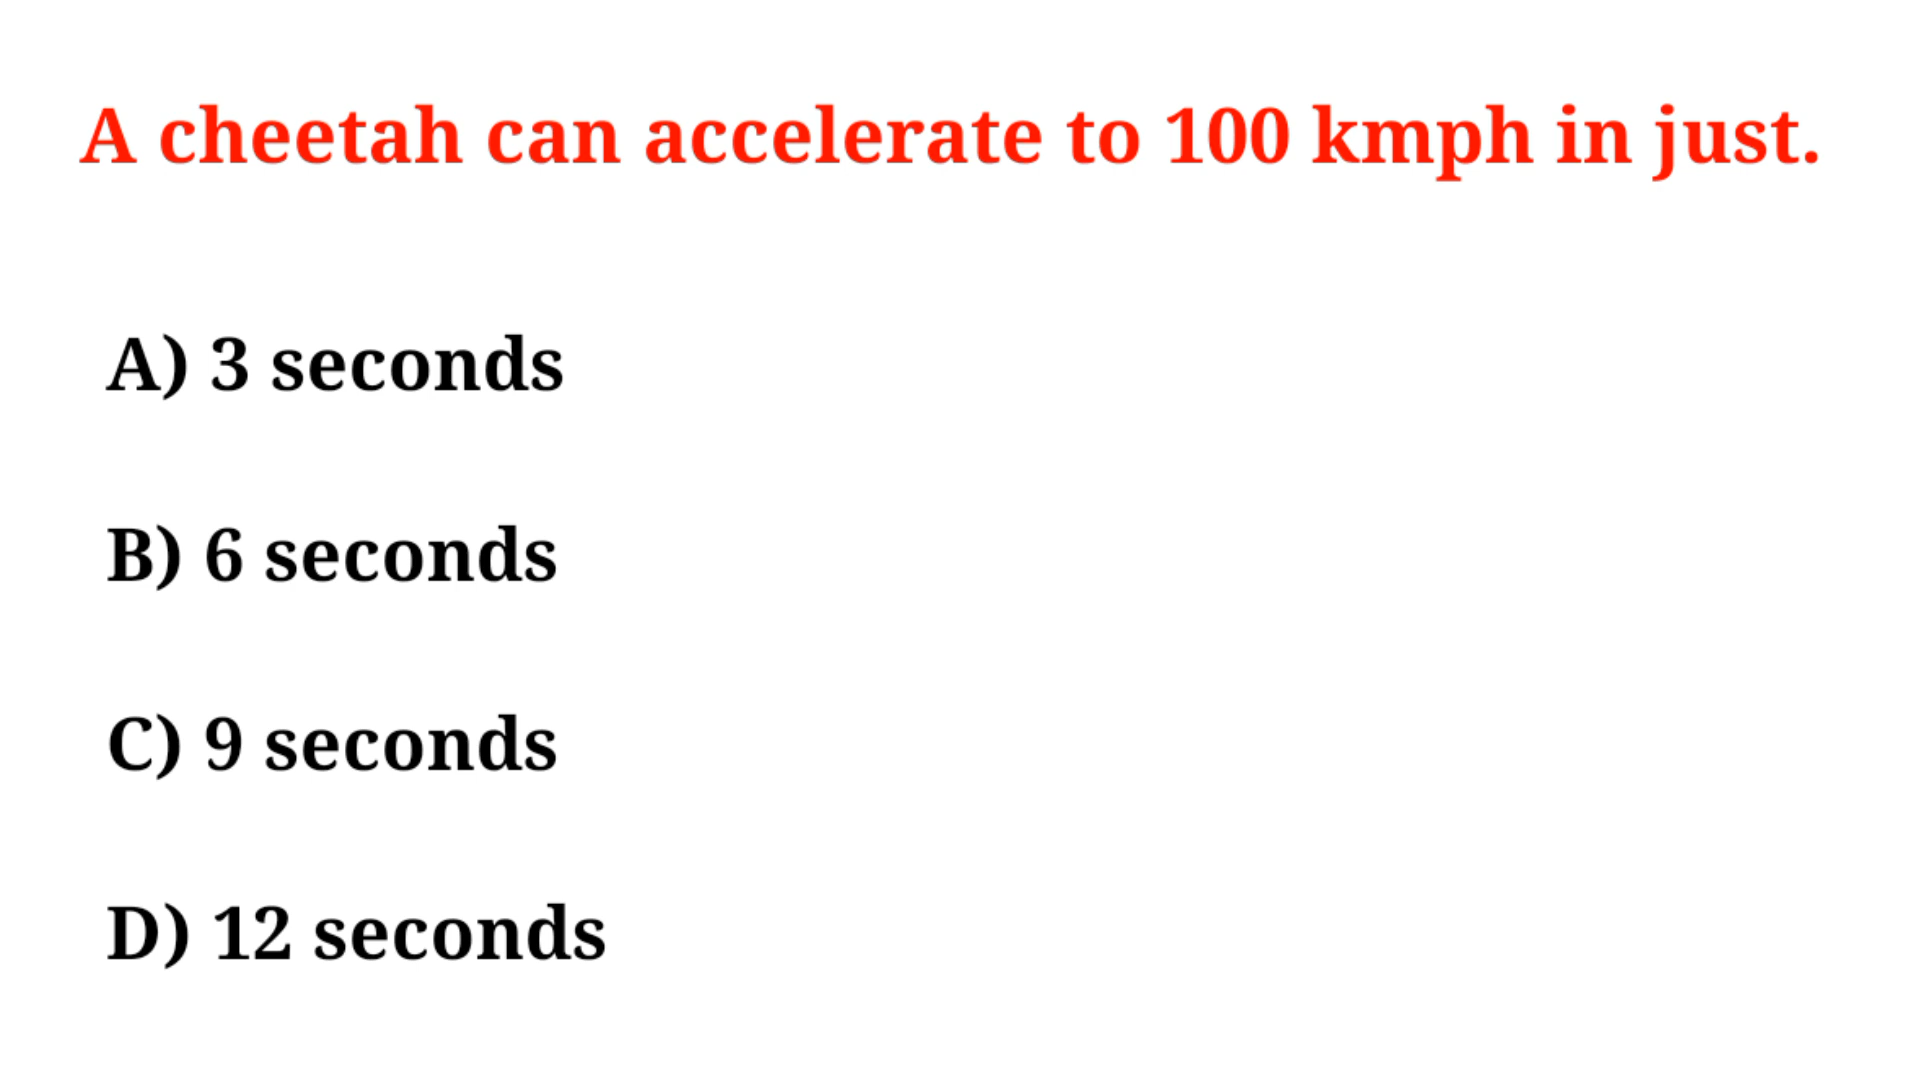 A cheetah can accelerate to 100 kmph in just.
A) 3 seconds
B) 6 seconds
C) 9 seconds
D) 12 seconds